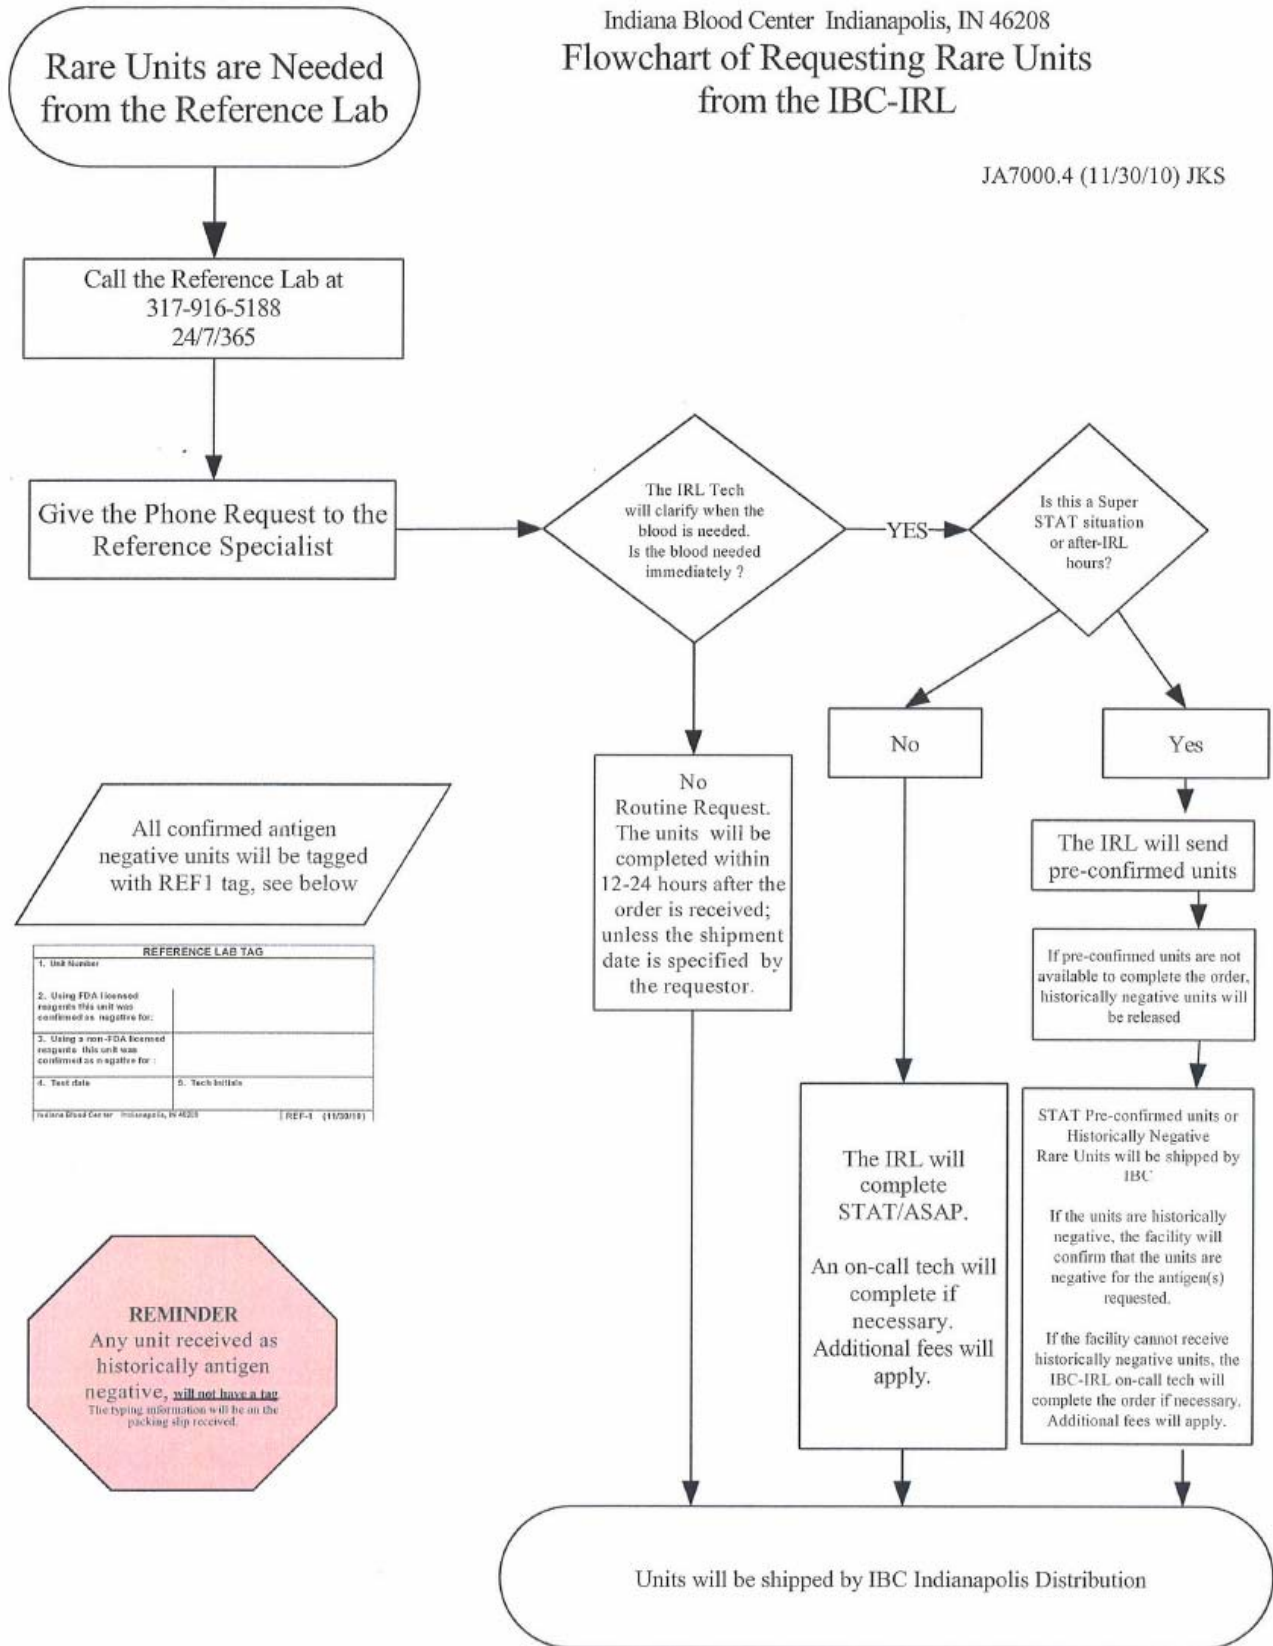 Indiana Blood Center Indianapolis, IN 46208
Flowchart of Requesting Rare Units
from the IBC-IRL
JA7000.4 (11/30/10) JKS
Rare Units are Needed
from the Reference Lab
Call the Reference Lab at
317-916-5188
24/7/365
Give the Phone Request to the
Reference Specialist
The IRL Tech
will clarify when the
blood is needed.
Is the blood needed
immediately ?
YES
Is this a Super
STAT situation
or after-IRL
hours?
No
Routine Request.
The units will be
completed within
12-24 hours after the
order is received;
unless the shipment
date is specified by
the requestor.
No
Yes
The IRL will send
pre-confirmed units
If pre-confirmed units are not
available to complete the order,
historically negative units will
be released
The IRL will
complete
STAT/ASAP.
An on-call tech will
complete if
necessary.
Additional fees will
apply.
STAT Pre-confirmed units or
Historically Negative
Rare Units will be shipped by
IBC
If the units are historically
negative, the facility will
confirm that the units are
negative for the antigen(s)
requested.
If the facility cannot receive
historically negative units, the
IBC-IRL on-call tech will
complete the order if necessary.
Additional fees will apply.
All confirmed antigen
negative units will be tagged
with REF1 tag, see below
REFERENCE LAB TAG
1. Unit Number
2. Using FDA licensed
reagents this unit was
confirmed as negative for:
3. Using a non-FDA licensed
reagents this unit was
confirmed as negative for :
4. Test date
5. Tech Initials
Indiana Blood Center Indianapolis, IN 46208
REF-1 (11/30/10)
REMINDER
Any unit received as
historically antigen
negative, will not have a tag
The typing information will be on the
packing slip received.
Units will be shipped by IBC Indianapolis Distribution